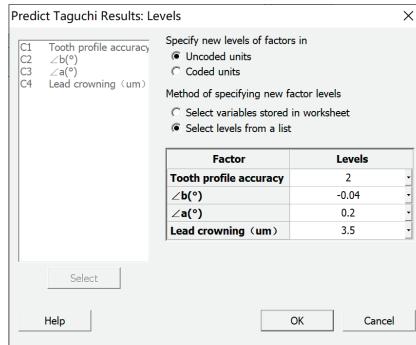 Predict Taguchi Results: Levels
C1 Tooth profile accuracy
C2 ∠b(°)
C3 ∠a(°)
C4 Lead crowning（um）
Specify new levels of factors in
Uncoded units
Coded units
Method of specifying new factor levels
Select variables stored in worksheet
Select levels from a list
Factor Levels
Tooth profile accuracy 2
∠b(°) -0.04
∠a(°) 0.2
Lead crowning（um） 3.5
Select
Help OK Cancel